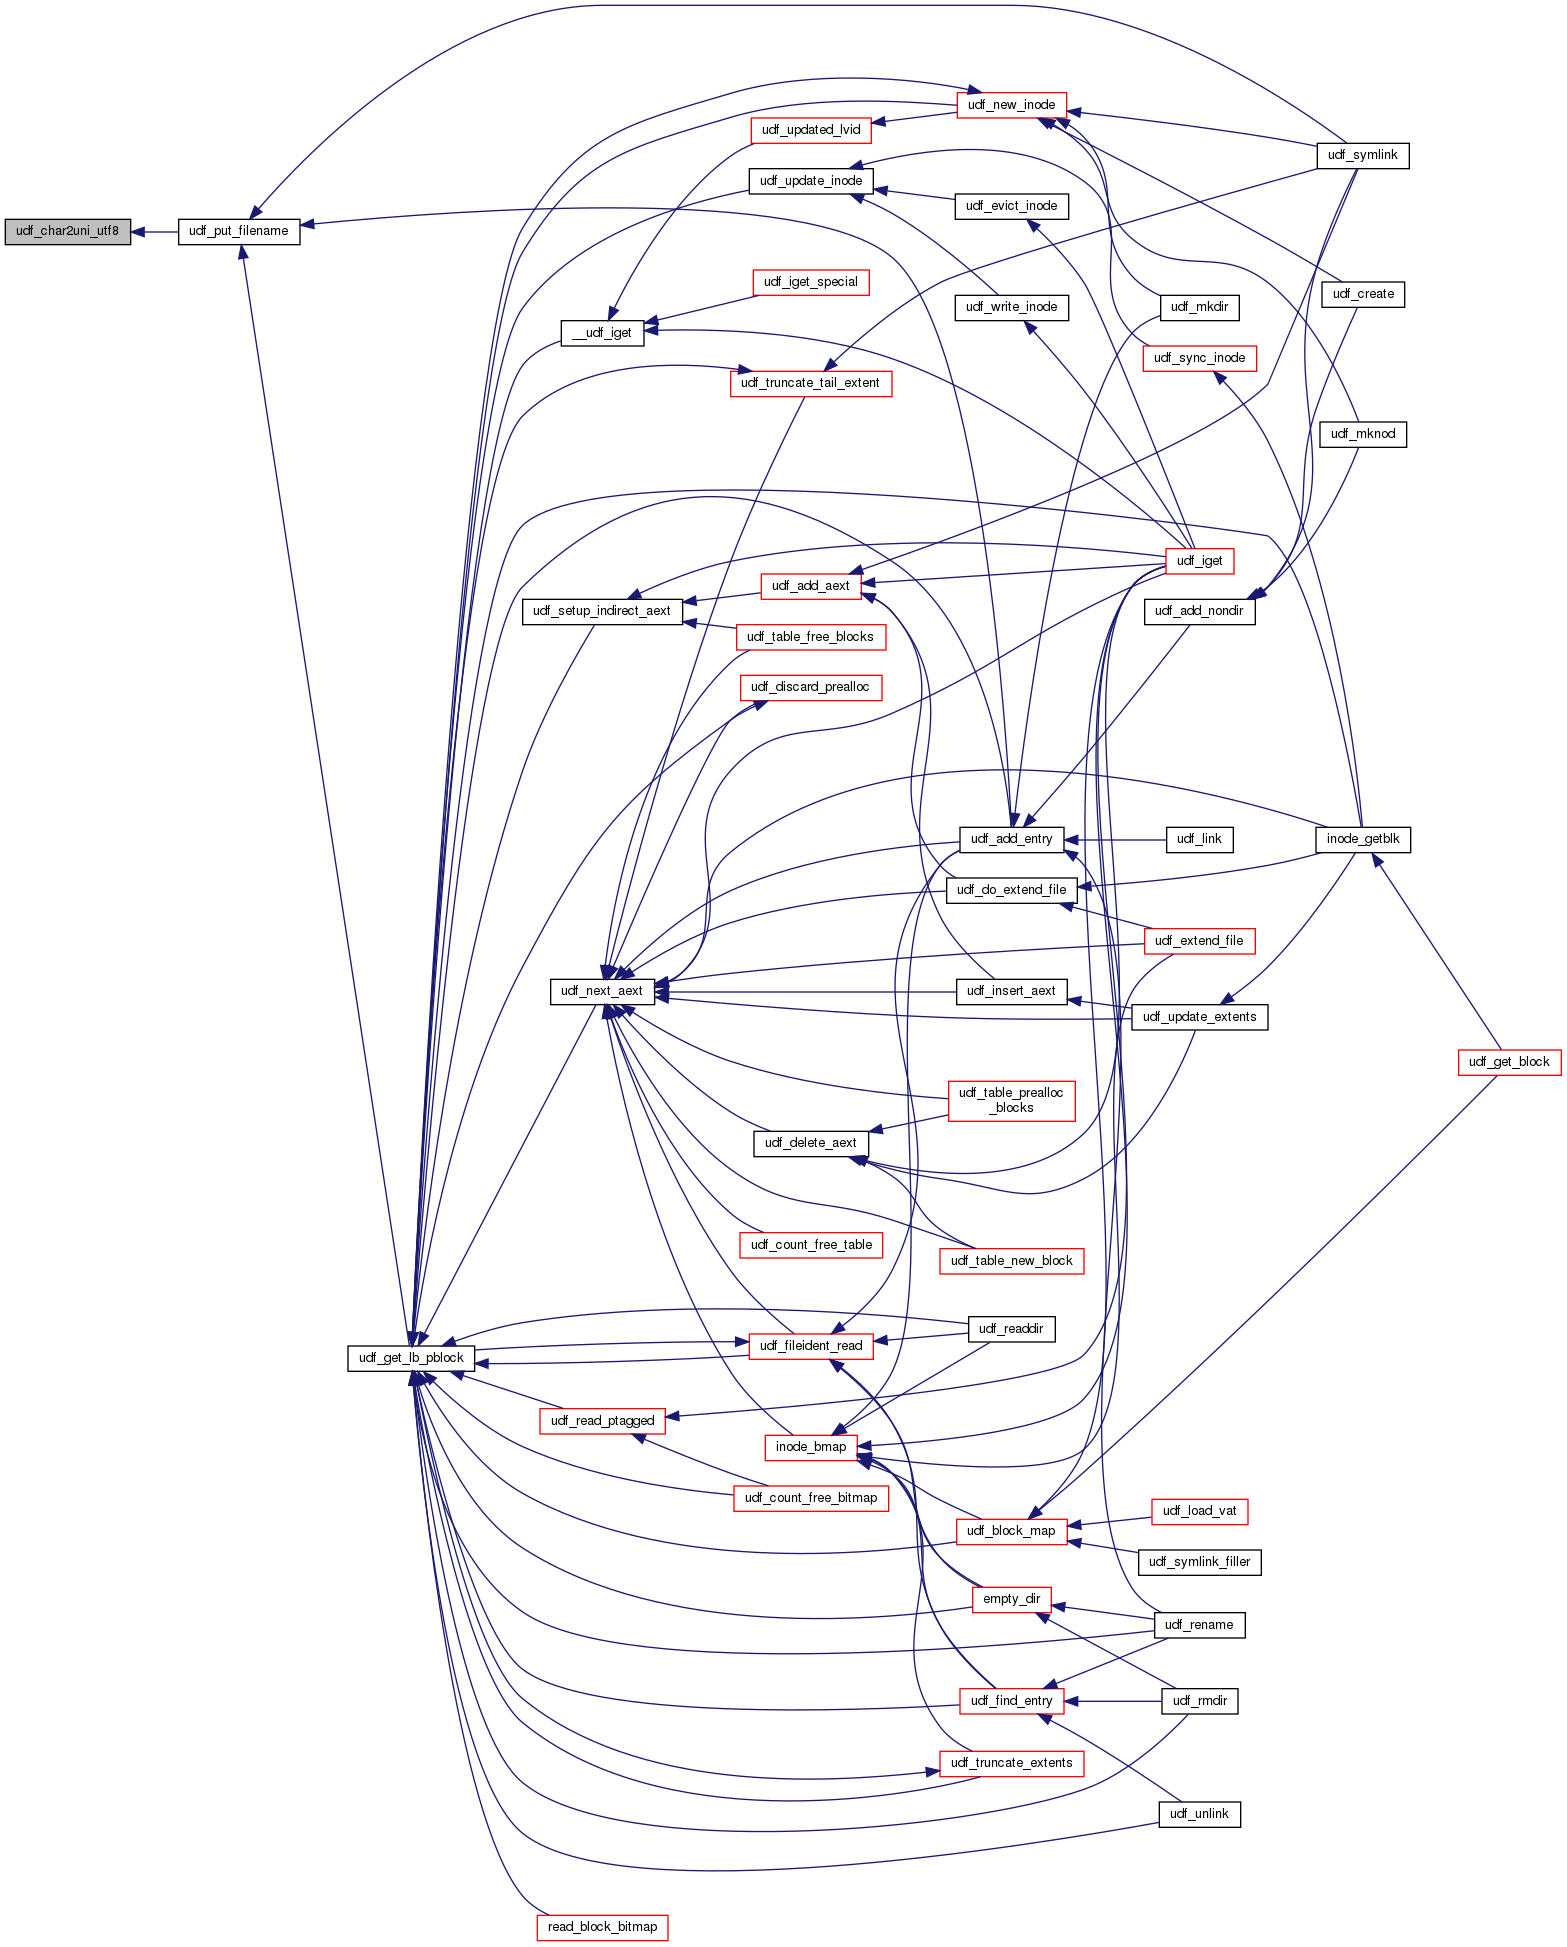 udf_new_inode
udf_updated_lvid
udf_symlink
udf_update_inode
udf_evict_inode
udf_char2uni_utf8
udf_put_filename
udf_iget_special
udf_create
udf_write_inode
udf_mkdir
__udf_iget
udf_sync_inode
udf_truncate_tail_extent
udf_mknod
udf_iget
udf_add_aext
udf_setup_indirect_aext
udf_add_nondir
udf_table_free_blocks
udf_discard_prealloc
udf_add_entry
udf_link
inode_getblk
udf_do_extend_file
udf_extend_file
udf_next_aext
udf_insert_aext
udf_update_extents
udf_get_block
udf_table_prealloc
_blocks
udf_delete_aext
udf_count_free_table
udf_table_new_block
udf_readdir
udf_fileident_read
udf_get_lb_pblock
udf_read_ptagged
inode_bmap
udf_count_free_bitmap
udf_load_vat
udf_block_map
udf_symlink_filler
empty_dir
udf_rename
udf_find_entry
udf_rmdir
udf_truncate_extents
udf_unlink
read_block_bitmap